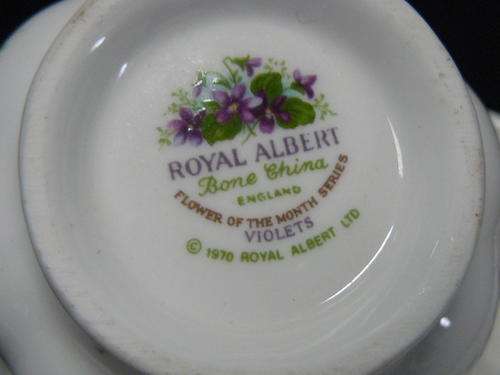 ROYAL ALBERT
Bone China
ENGLAND
FLOWER OF THE MONTH SERIES
VIOLETS
© 1970 ROYAL ALBERT LTD